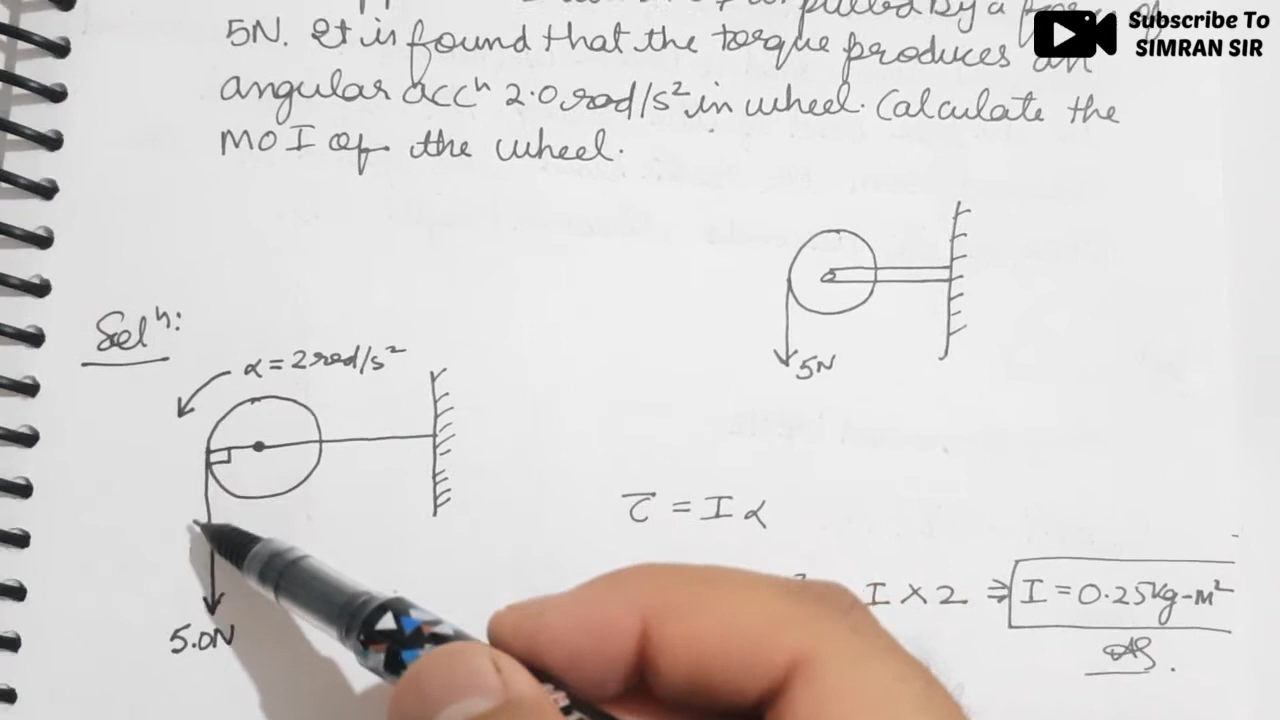 pulled by a
5N. It is found that the torque produces an
angular accⁿ 2.0 rad/s² in wheel. Calculate the
MOI of the wheel.
Subscribe To
SIMRAN SIR
5N
Solⁿ:
α = 2 rad/s²
5.0N
τ = I α
I × 2 ⇒ I = 0.25 kg-m²